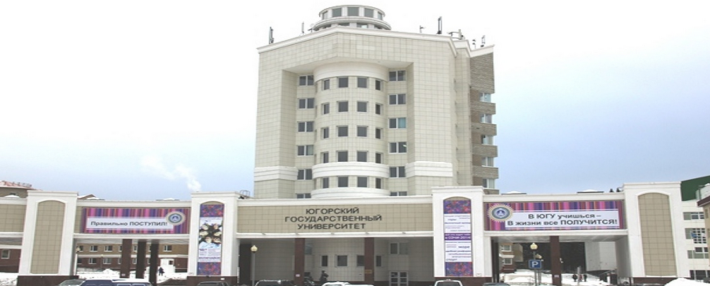 ЮГОРСКИЙ
ГОСУДАРСТВЕННЫЙ
УНИВЕРСИТЕТ
Правильно ПОСТУПИЛ!
В ЮГУ учишься –
В жизни все ПОЛУЧИТСЯ!
P